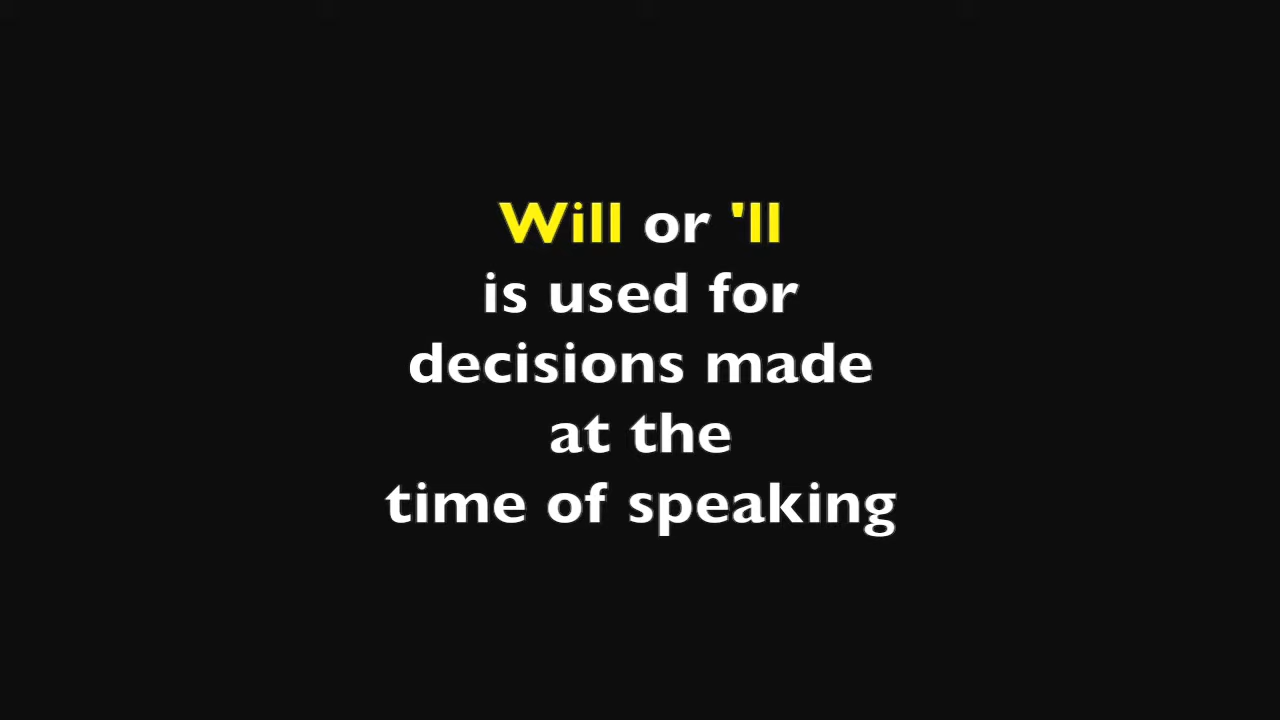 Will or 'll
is used for
decisions made
at the
time of speaking